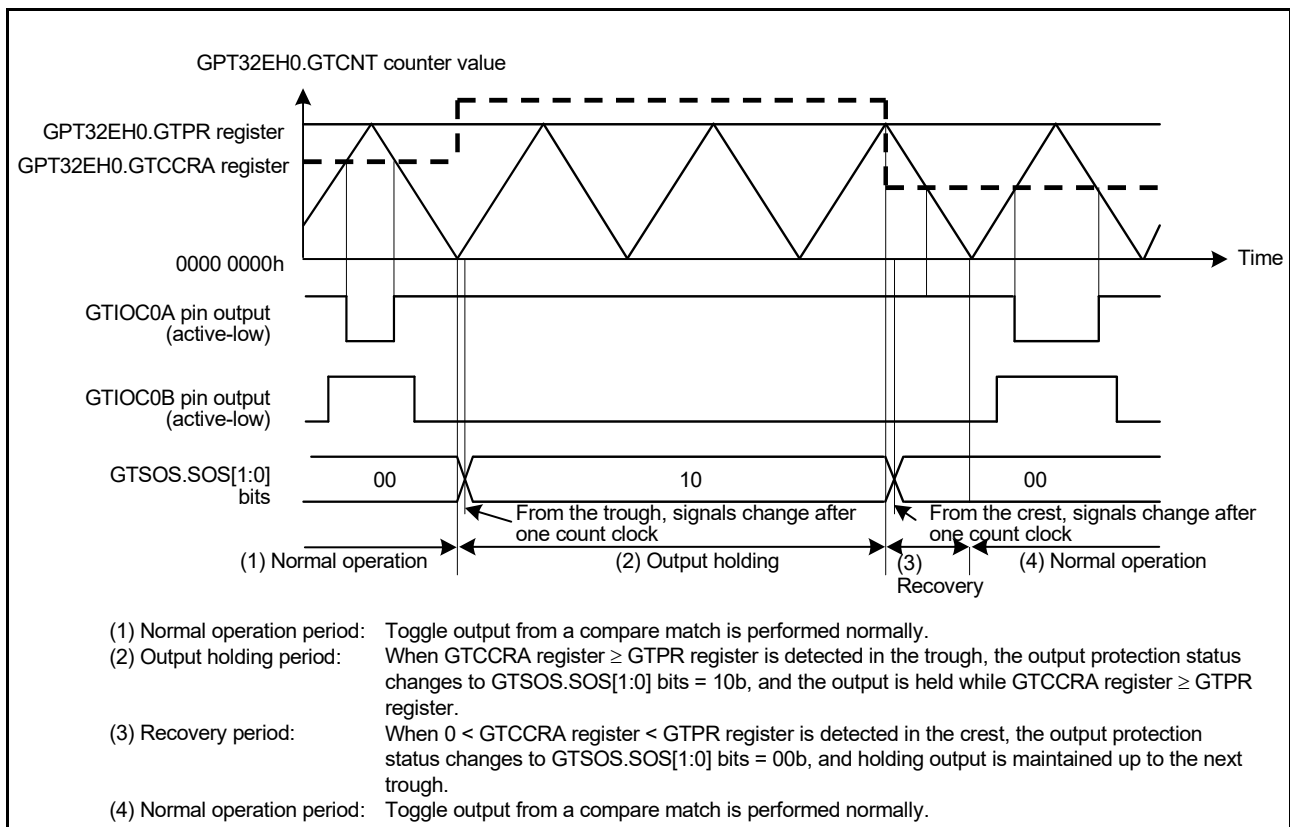 GPT32EH0.GTCNT counter value
GPT32EH0.GTPR register
GPT32EH0.GTCCRA register
0000 0000h
Time
GTIOC0A pin output
(active-low)
GTIOC0B pin output
(active-low)
GTSOS.SOS[1:0]
bits
00
10
00
From the trough, signals change after
one count clock
From the crest, signals change after
one count clock
(1) Normal operation
(2) Output holding
(3)
Recovery
(4) Normal operation
(1) Normal operation period: Toggle output from a compare match is performed normally.
(2) Output holding period: When GTCCRA register ≥ GTPR register is detected in the trough, the output protection status
changes to GTSOS.SOS[1:0] bits = 10b, and the output is held while GTCCRA register ≥ GTPR
register.
(3) Recovery period: When 0 < GTCCRA register < GTPR register is detected in the crest, the output protection
status changes to GTSOS.SOS[1:0] bits = 00b, and holding output is maintained up to the next
trough.
(4) Normal operation period: Toggle output from a compare match is performed normally.